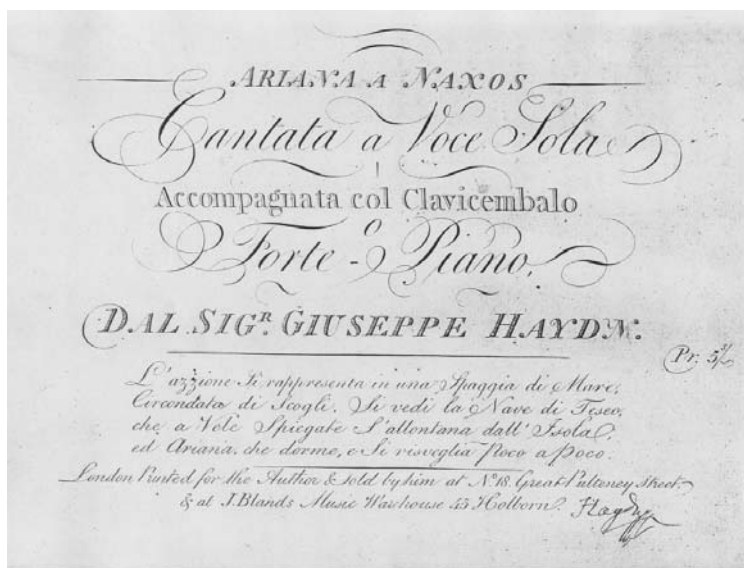 ARIANA A NAXOS
Cantata a Voce Sola
Accompagnata col Clavicembalo
o
Forte - Piano,
DAL SIGR. GIUSEPPE HAYDN.
Pr: 5s/
L'azzione si rappresenta in una Spaggia di Mare,
Circondata di Scogli. Si vedi la Nave di Teseo,
che a Vele Spiegate s'allontana dall' Isola,
ed Ariana, che dorme, e si risveglia Poco a poco.
London Printed for the Author & sold by him at No. 18. Great Pulteney Street,
& at J. Blands Music Warehouse 45 Holborn.
Haydn